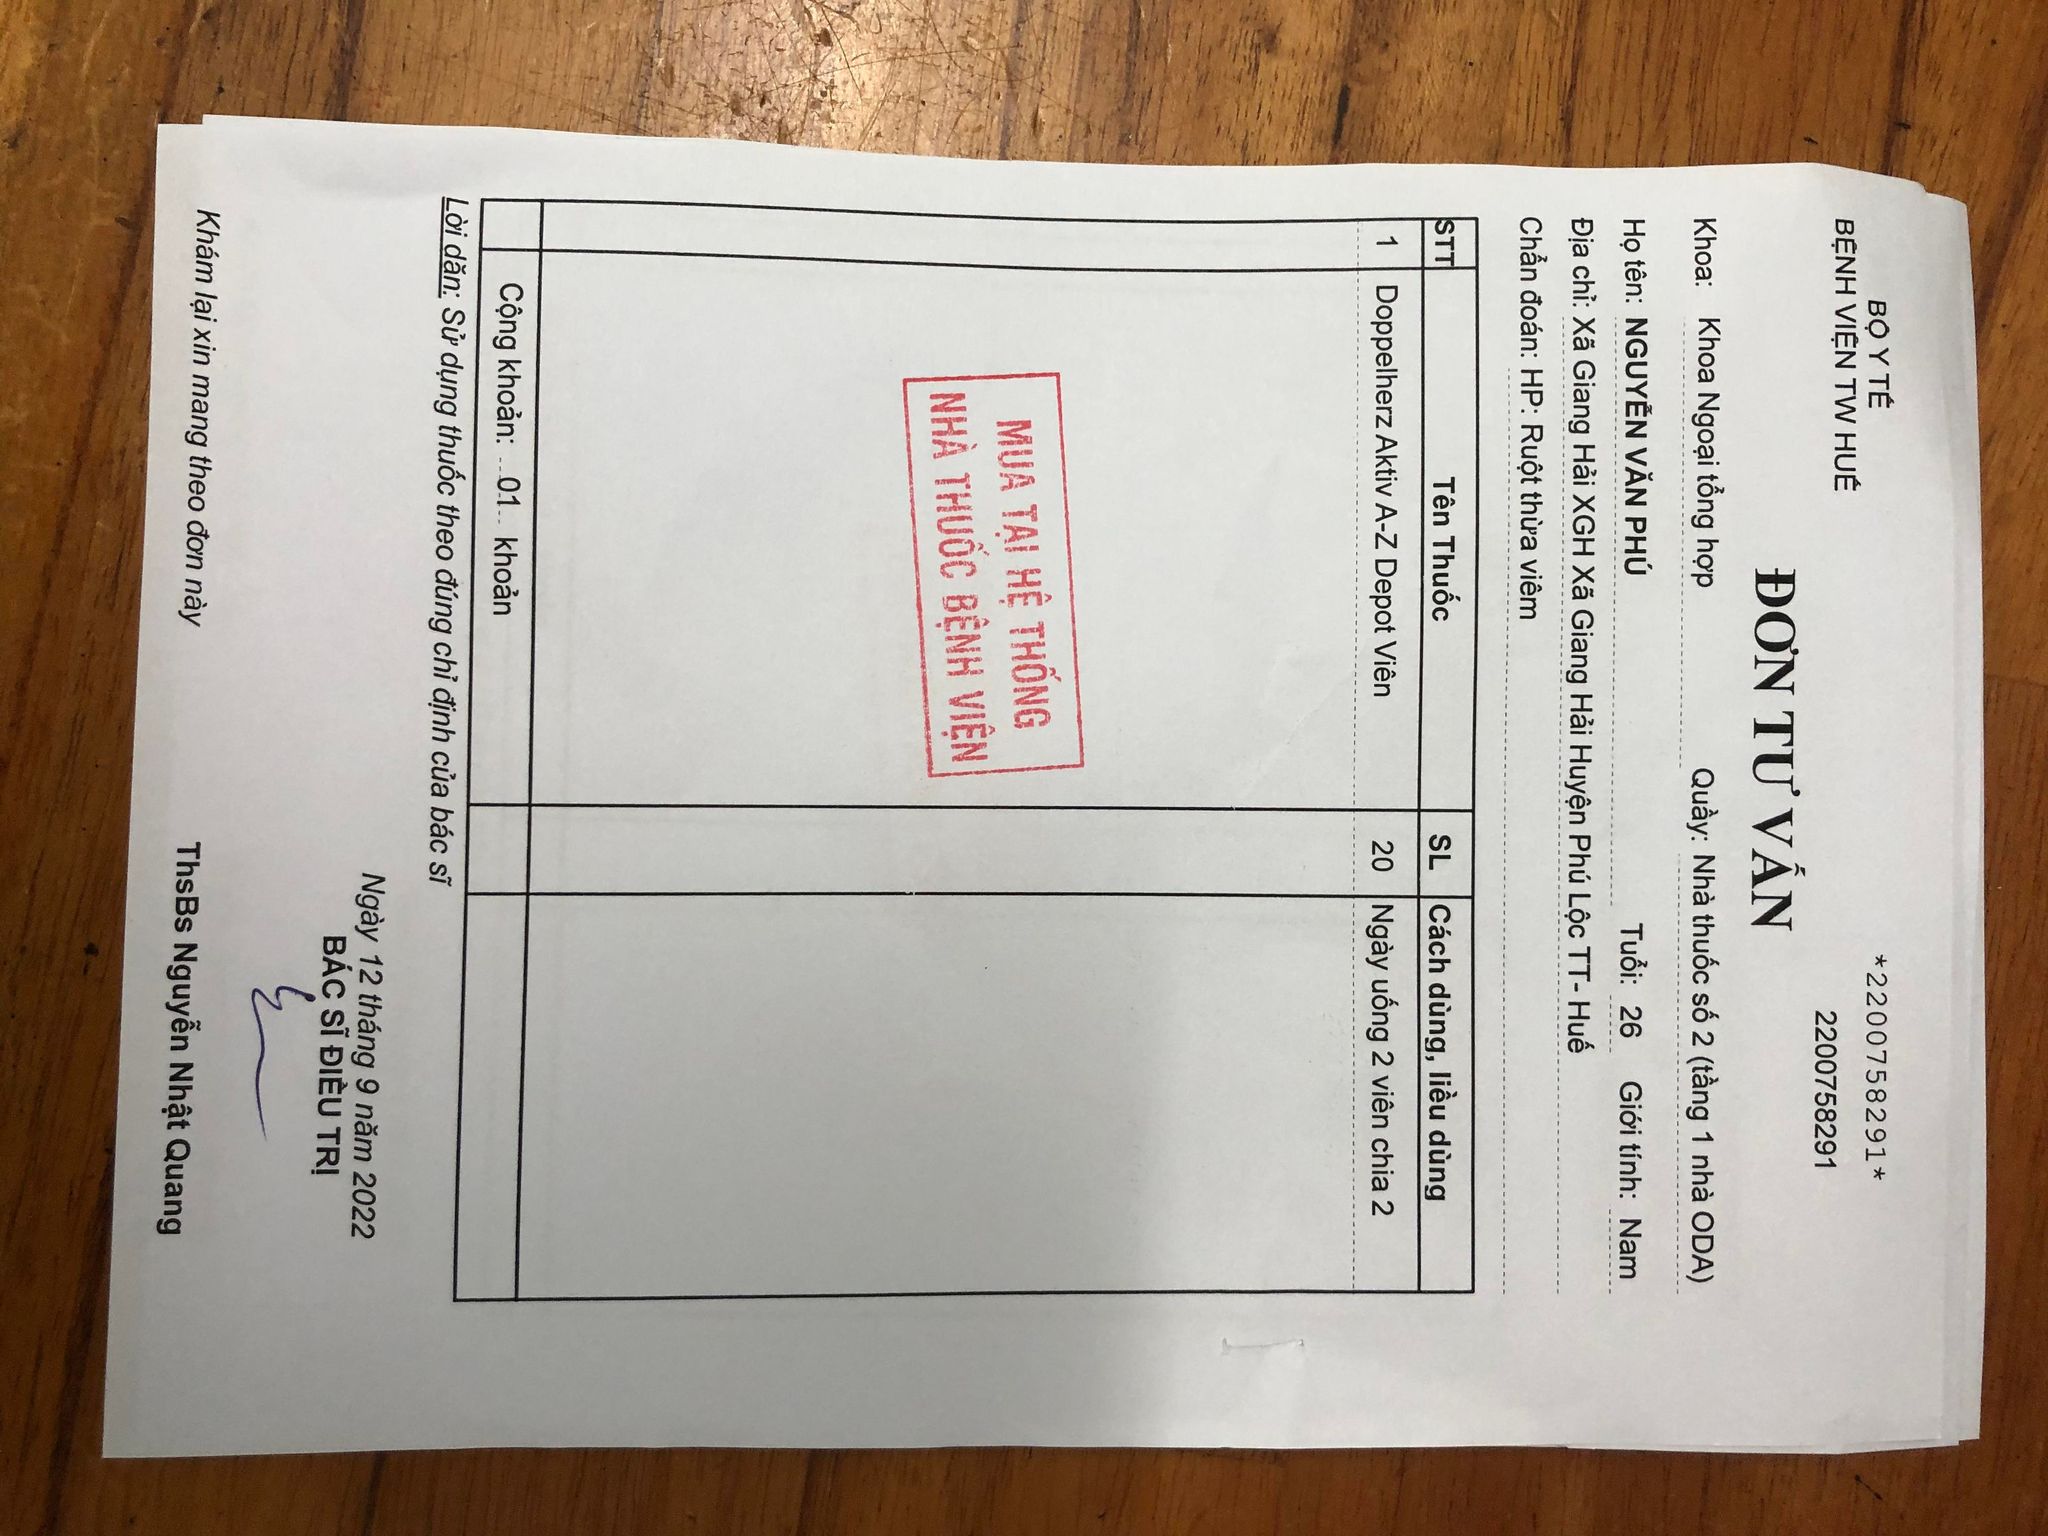 BỘ Y TẾ
BỆNH VIỆN TW HUẾ
*2200758291*
2200758291
ĐƠN TƯ VẤN
Khoa: Khoa Ngoại tổng hợp Quầy: Nhà thuốc số 2 (tầng 1 nhà ODA)
Họ tên: NGUYỄN VĂN PHÚ Tuổi: 26 Giới tính: Nam
Địa chỉ: Xã Giang Hải XGH Xã Giang Hải Huyện Phú Lộc TT- Huế
Chẩn đoán: HP: Ruột thừa viêm
STT Tên Thuốc SL Cách dùng, liều dùng
1 Doppelherz Aktiv A-Z Depot Viên 20 Ngày uống 2 viên chia 2
MUA TẠI HỆ THỐNG
NHÀ THUỐC BỆNH VIỆN
Cộng khoản: 01 khoản
Lời dặn: Sử dụng thuốc theo đúng chỉ định của bác sĩ
Ngày 12 tháng 9 năm 2022
BÁC SĨ ĐIỀU TRỊ
Khám lại xin mang theo đơn này
ThsBs Nguyễn Nhật Quang